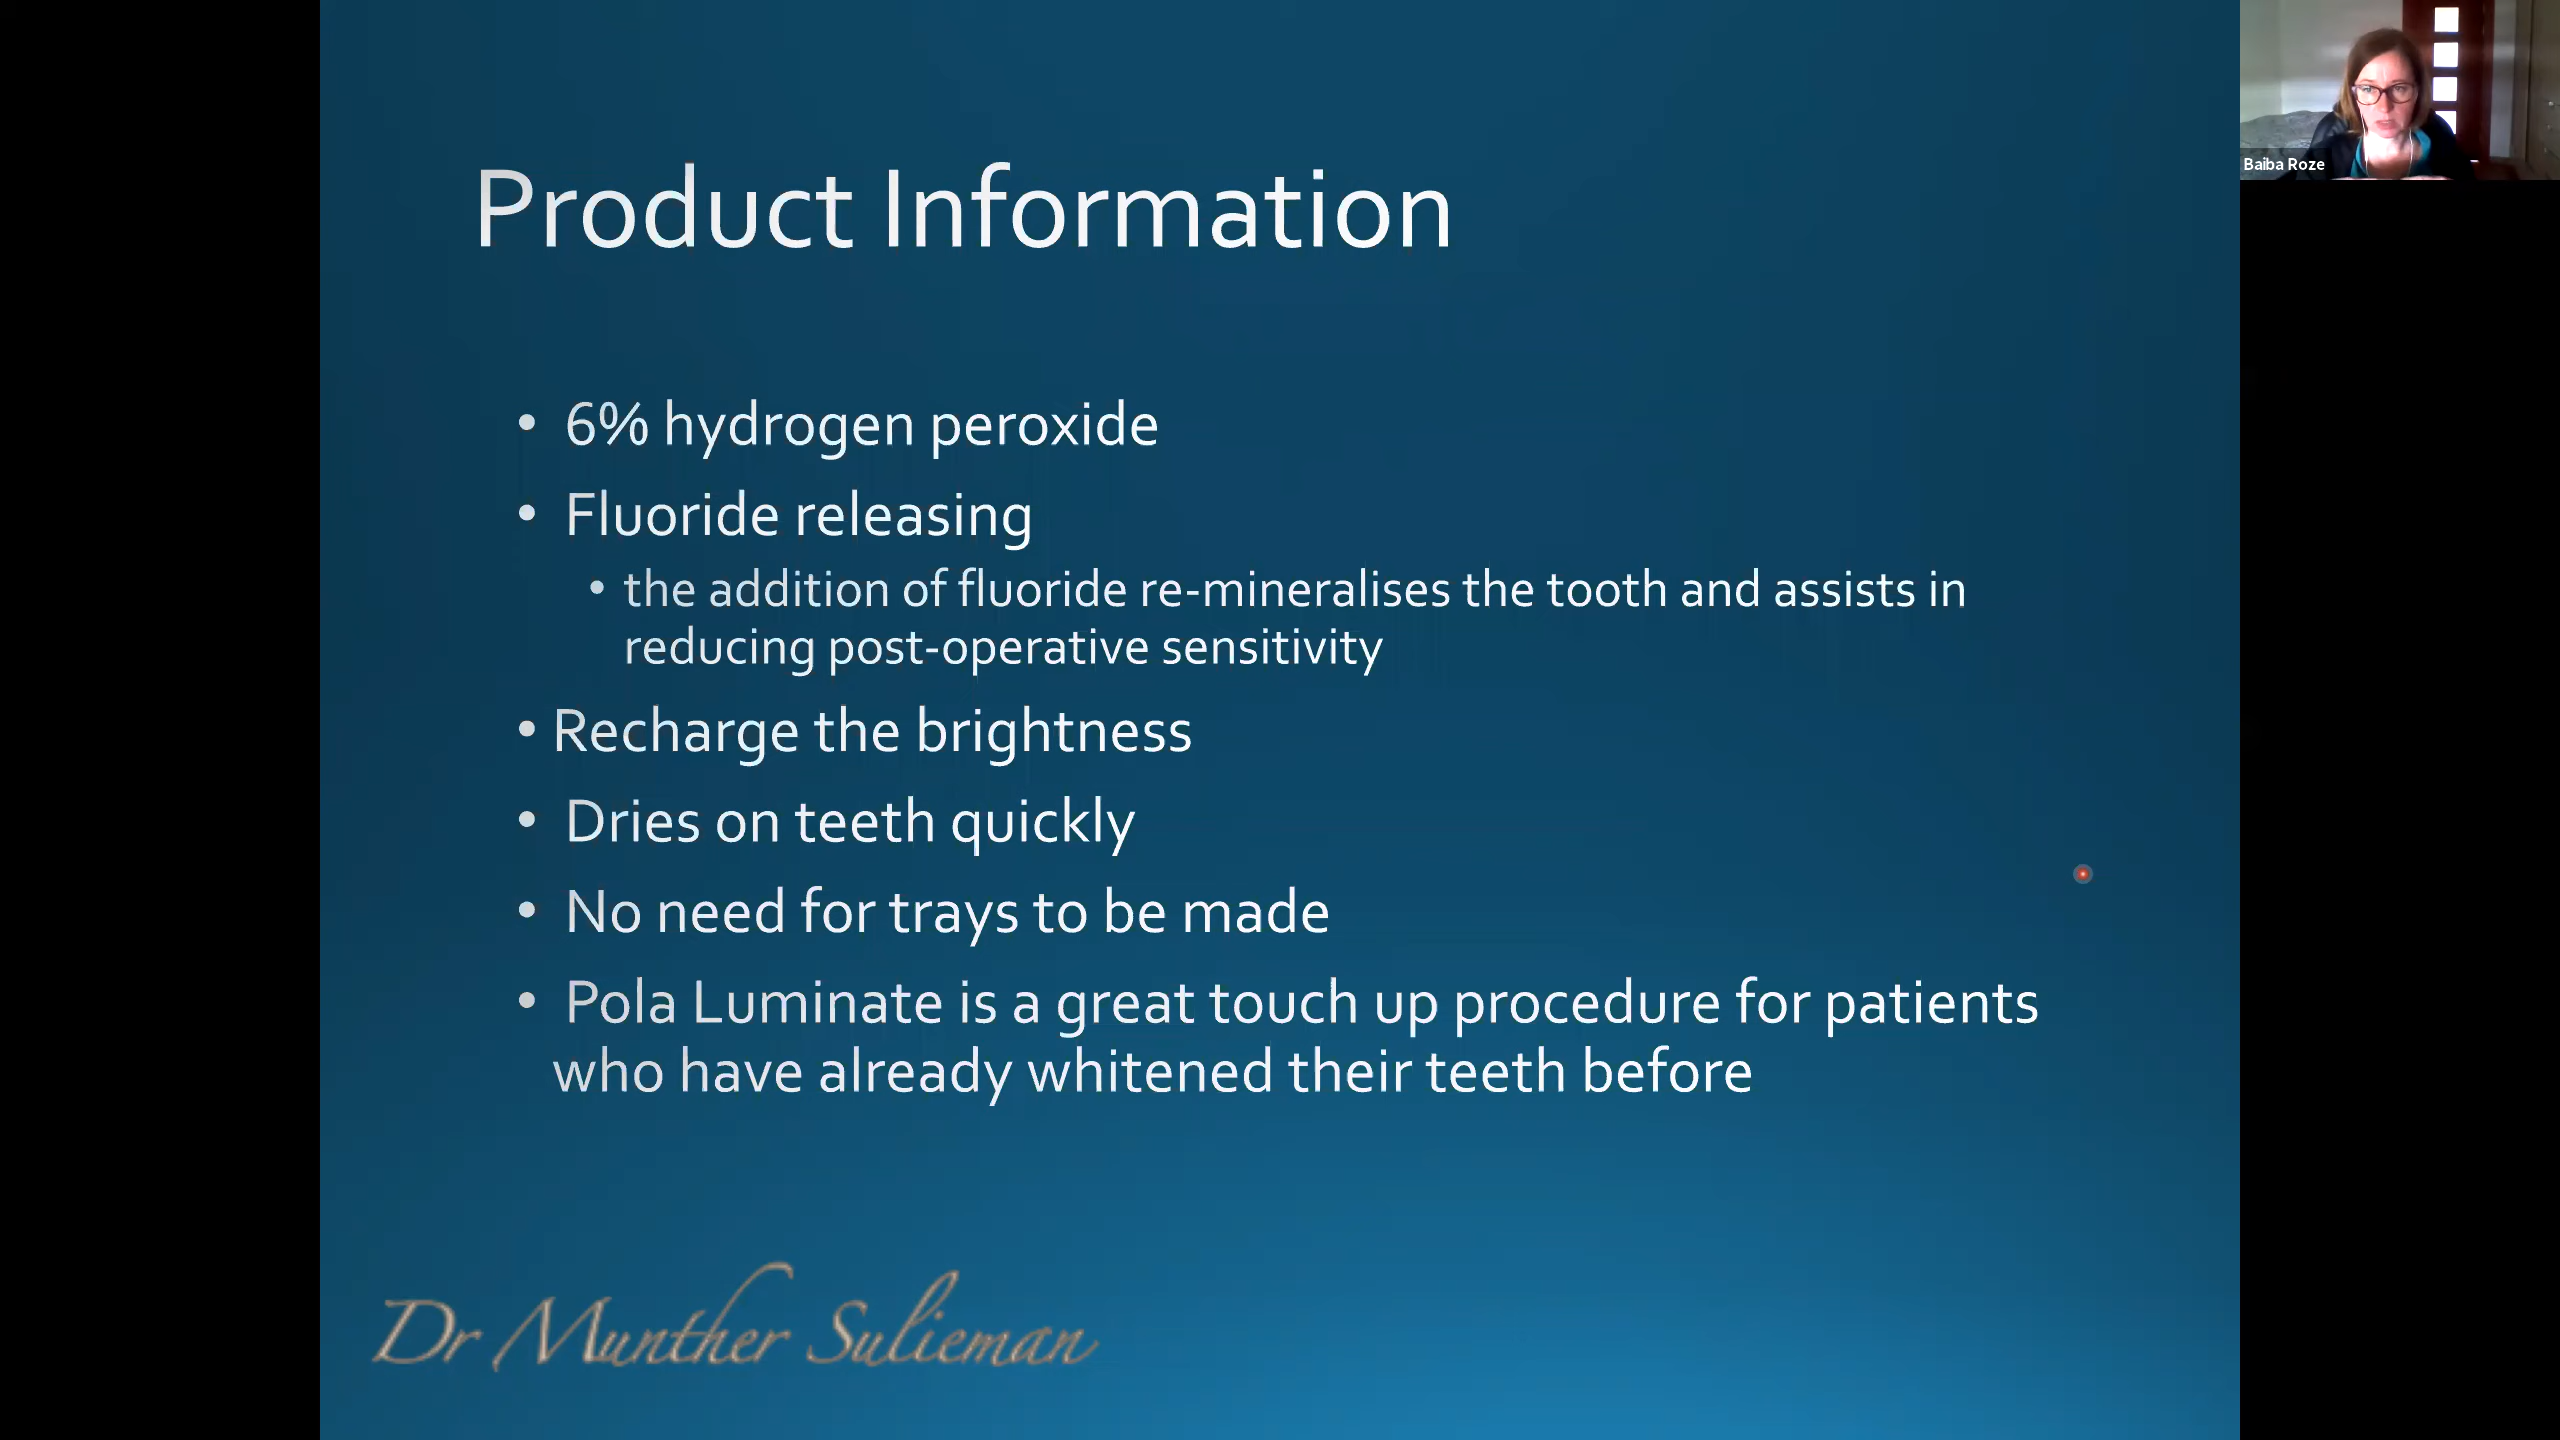 Product Information
• 6% hydrogen peroxide
• Fluoride releasing
• the addition of fluoride re-mineralises the tooth and assists in
reducing post-operative sensitivity
• Recharge the brightness
• Dries on teeth quickly
• No need for trays to be made
• Pola Luminate is a great touch up procedure for patients
who have already whitened their teeth before
Dr Munther Sulieman
Baiba Roze